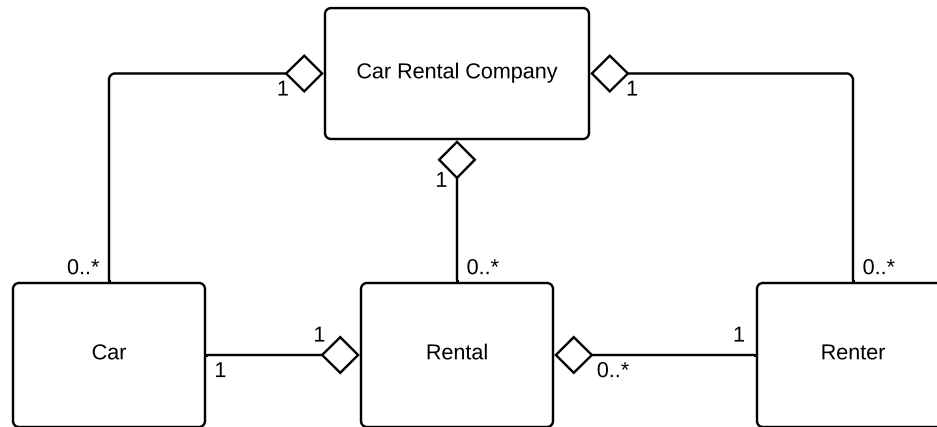 Car Rental Company
1
1
1
0..*
0..*
0..*
Car
1
1
Rental
0..*
1
Renter